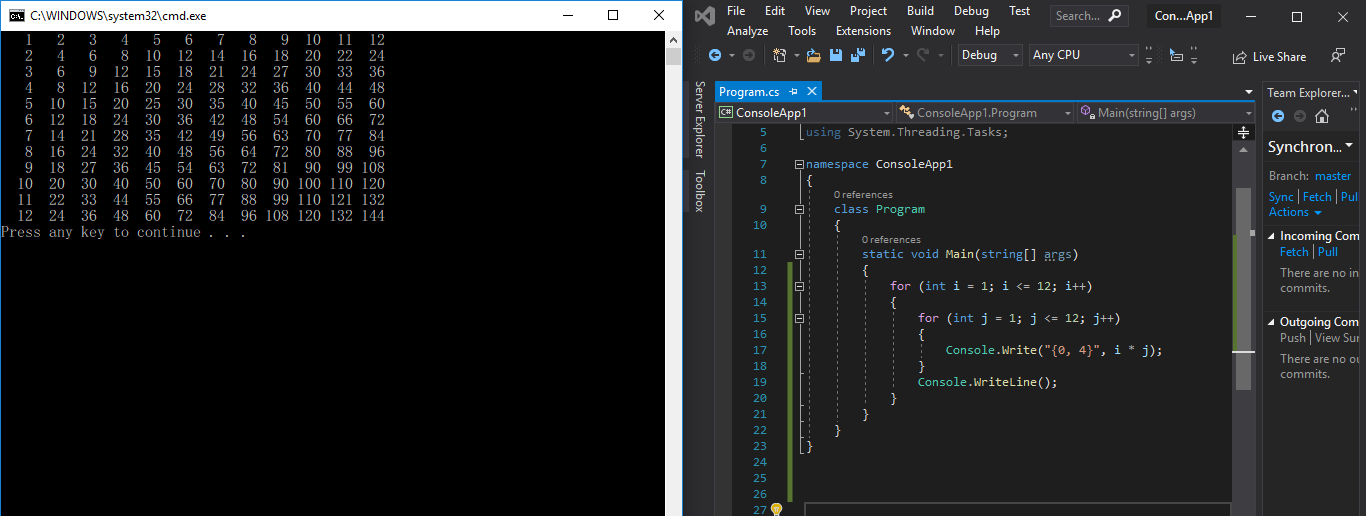 C:\WINDOWS\system32\cmd.exe
1 2 3 4 5 6 7 8 9 10 11 12
2 4 6 8 10 12 14 16 18 20 22 24
3 6 9 12 15 18 21 24 27 30 33 36
4 8 12 16 20 24 28 32 36 40 44 48
5 10 15 20 25 30 35 40 45 50 55 60
6 12 18 24 30 36 42 48 54 60 66 72
7 14 21 28 35 42 49 56 63 70 77 84
8 16 24 32 40 48 56 64 72 80 88 96
9 18 27 36 45 54 63 72 81 90 99 108
10 20 30 40 50 60 70 80 90 100 110 120
11 22 33 44 55 66 77 88 99 110 121 132
12 24 36 48 60 72 84 96 108 120 132 144
Press any key to continue . . .
File Edit View Project Build Debug Test
Analyze Tools Extensions Window Help
Search...
Con...App1
Debug
Any CPU
Live Share
Server Explorer
Toolbox
Program.cs
C# ConsoleApp1
ConsoleApp1.Program
Main(string[] args)
5 using System.Threading.Tasks;
6
7 namespace ConsoleApp1
8 {
0 references
9 class Program
10 {
0 references
11 static void Main(string[] args)
12 {
13 for (int i = 1; i <= 12; i++)
14 {
15 for (int j = 1; j <= 12; j++)
16 {
17 Console.Write("{0, 4}", i * j);
18 }
19 Console.WriteLine();
20 }
21 }
22 }
23 }
24
25
26
27
Team Explorer...
Synchron...
Branch: master
Sync | Fetch | Pull
Actions
Incoming Com
Fetch | Pull
There are no in
commits.
Outgoing Com
Push | View Sur
There are no ou
commits.